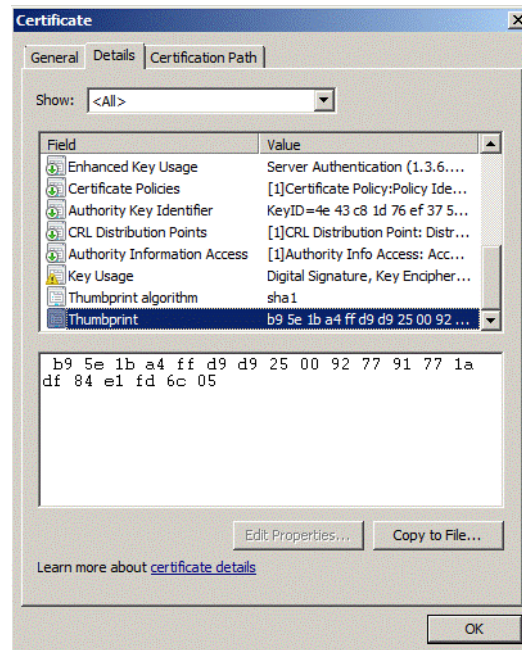 Certificate
General Details Certification Path
Show: <All>
Field Value
Enhanced Key Usage Server Authentication (1.3.6....
Certificate Policies [1]Certificate Policy:Policy Ide...
Authority Key Identifier KeyID=4e 43 c8 1d 76 ef 37 5...
CRL Distribution Points [1]CRL Distribution Point: Distr...
Authority Information Access [1]Authority Info Access: Acc...
Key Usage Digital Signature, Key Encipher...
Thumbprint algorithm sha1
Thumbprint b9 5e 1b a4 ff d9 d9 25 00 92 ...
b9 5e 1b a4 ff d9 d9 25 00 92 77 91 77 1a
df 84 e1 fd 6c 05
Edit Properties... Copy to File...
Learn more about certificate details
OK